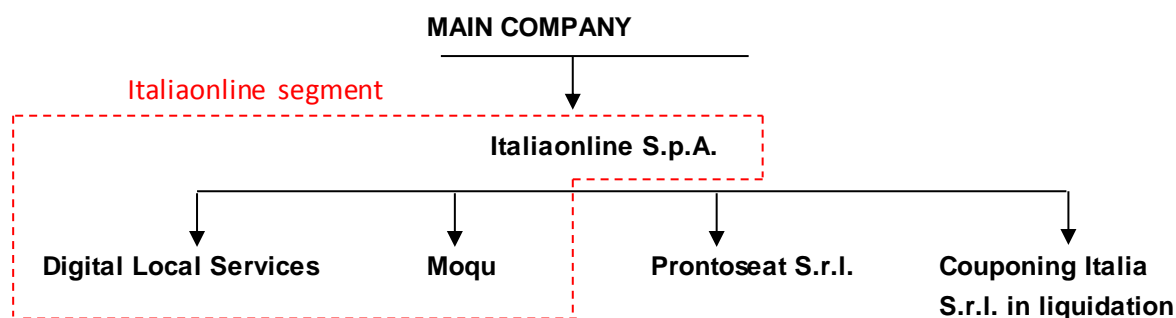 MAIN COMPANY
Italiaonline segment
Italiaonline S.p.A.
Digital Local Services
Moqu
Prontoseat S.r.l.
Couponing Italia
S.r.l. in liquidation